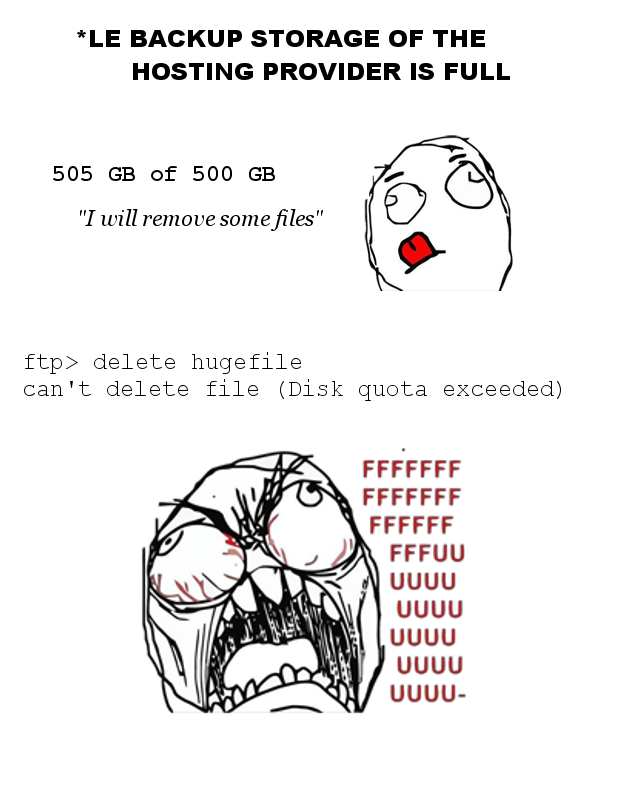 *LE BACKUP STORAGE OF THE
HOSTING PROVIDER IS FULL
505 GB of 500 GB
"I will remove some files"
ftp> delete hugefile
can't delete file (Disk quota exceeded)
FFFFFFF
FFFFFFF
FFFFFF
FFFUU
UUUU
UUUU
UUUU
UUUU
UUUU-